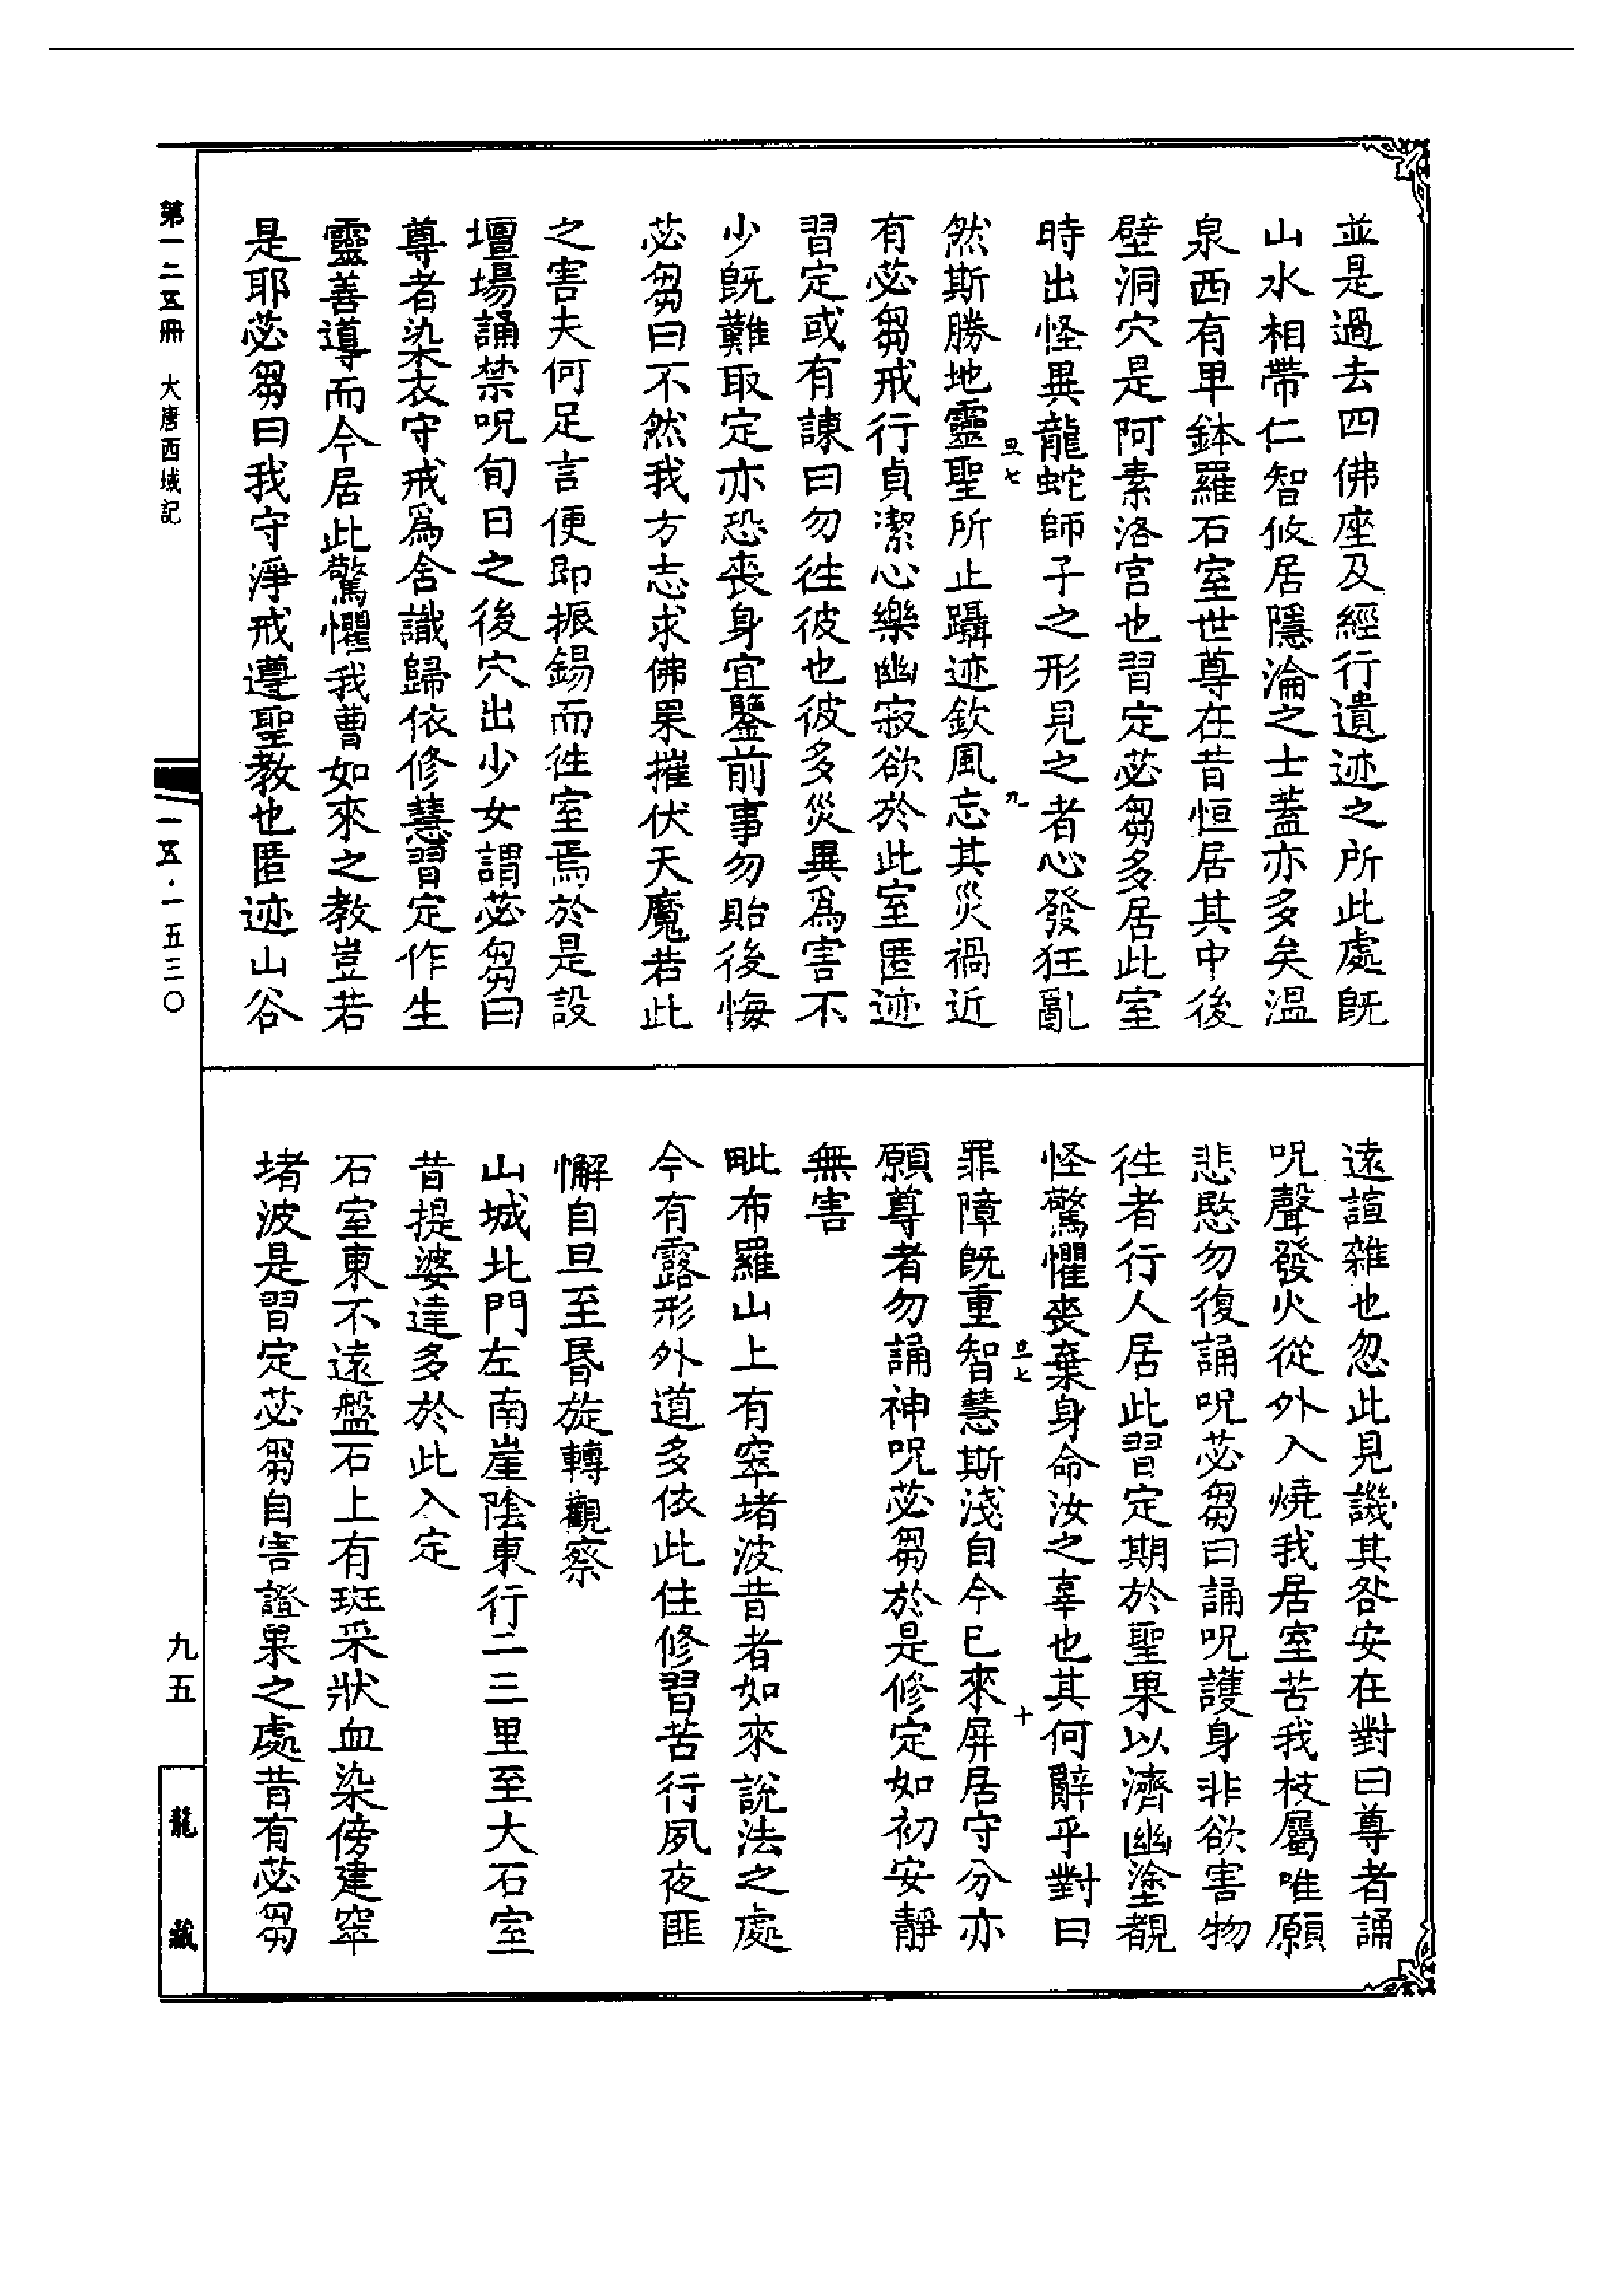 並是過去四佛座及經行遺迹之所此處旣
山水相帶仁智攸居隱淪之士蓋亦多矣溫
泉西有卑鉢羅石室世尊在昔恒居其中後
壁洞穴是阿素洛宮也習定苾芻多居此室
時出怪異龍蛇師子之形見之者心發狂亂
旦七
九
然斯勝地靈聖所止躡迹欽風忘其災禍近
有苾芻戒行貞潔心樂幽寂欲於此室匿迹
習定或有諫曰勿往彼也彼多災異爲害不
少旣難取定亦恐喪身宜鑒前事勿貽後悔
苾芻曰不然我方志求佛果摧伏天魔若此
之害夫何足言便卽振錫而往室焉於是設
壇場誦禁呪旬日之後穴出少女謂苾芻曰
尊者染衣守戒爲含識歸依修慧習定作生
靈善導而今居此驚懼我曹如來之教豈若
是耶苾芻曰我守淨戒遵聖教也匿迹山谷
遠諠雜也忽此見譏其咎安在對曰尊者誦
呪聲發火從外入燒我居室苦我枝屬唯願
悲愍勿復誦呪苾芻曰誦呪護身非欲害物
往者行人居此習定期於聖果以濟幽塗覩
怪驚懼喪棄身命汝之辜也其何辭乎對曰
旦七
十
罪障旣重智慧斯淺自今已來屏居守分亦
願尊者勿誦神呪苾芻於是修定如初安靜
無害
毗布羅山上有窣堵波昔者如來說法之處
今有露形外道多依此住修習苦行夙夜匪
懈自旦至昏旋轉觀察
山城北門左南崖陰東行二三里至大石室
昔提婆達多於此入定
石室東不遠盤石上有斑采狀血染傍建窣
堵波是習定苾芻自害證果之處昔有苾芻
第一二五冊 大唐西域記
一五·一五三〇
九五
龍藏